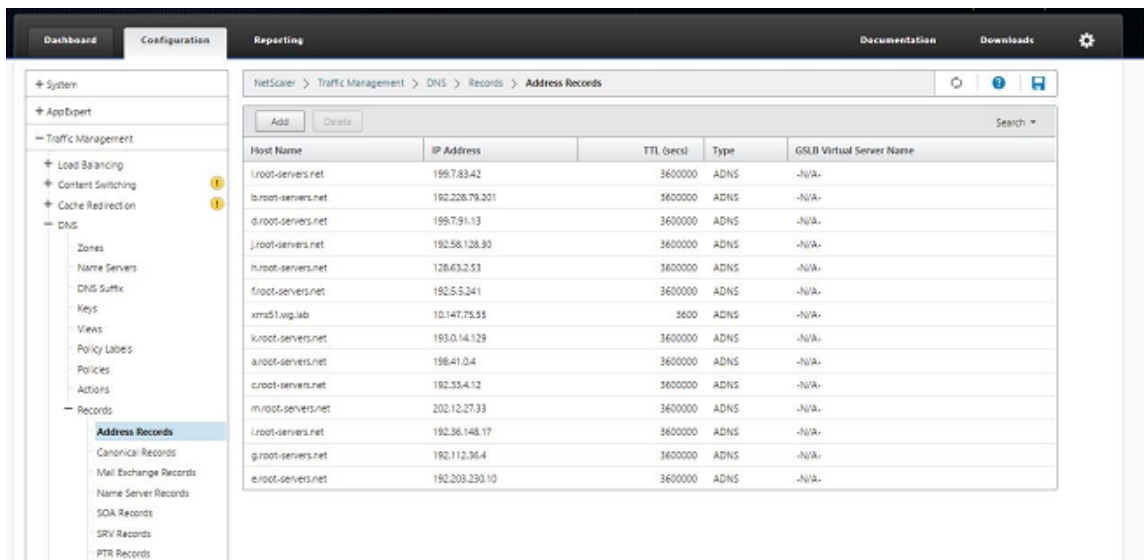 Dashboard Configuration Reporting Documentation Downloads
+ System
NetScaler > Traffic Management > DNS > Records > Address Records
+ AppExpert
Add Delete Search
− Traffic Management
Host Name IP Address TTL (secs) Type GSLB Virtual Server Name
+ Load Balancing
l.root-servers.net 199.7.83.42 3600000 ADNS -N/A-
+ Content Switching
b.root-servers.net 192.228.79.201 3600000 ADNS -N/A-
+ Cache Redirection
d.root-servers.net 199.7.91.13 3600000 ADNS -N/A-
− DNS
j.root-servers.net 192.58.128.30 3600000 ADNS -N/A-
Zones
h.root-servers.net 128.63.2.53 3600000 ADNS -N/A-
Name Servers
f.root-servers.net 192.5.5.241 3600000 ADNS -N/A-
DNS Suffix
Keys
xms51.wg.lab 10.147.75.55 3600 ADNS -N/A-
Views
k.root-servers.net 193.0.14.129 3600000 ADNS -N/A-
Policy Labels
a.root-servers.net 198.41.0.4 3600000 ADNS -N/A-
Policies
c.root-servers.net 192.33.4.12 3600000 ADNS -N/A-
Actions
− Records
m.root-servers.net 202.12.27.33 3600000 ADNS -N/A-
Address Records
i.root-servers.net 192.36.148.17 3600000 ADNS -N/A-
Canonical Records
g.root-servers.net 192.112.36.4 3600000 ADNS -N/A-
Mail Exchange Records
e.root-servers.net 192.203.230.10 3600000 ADNS -N/A-
Name Server Records
SOA Records
SRV Records
PTR Records